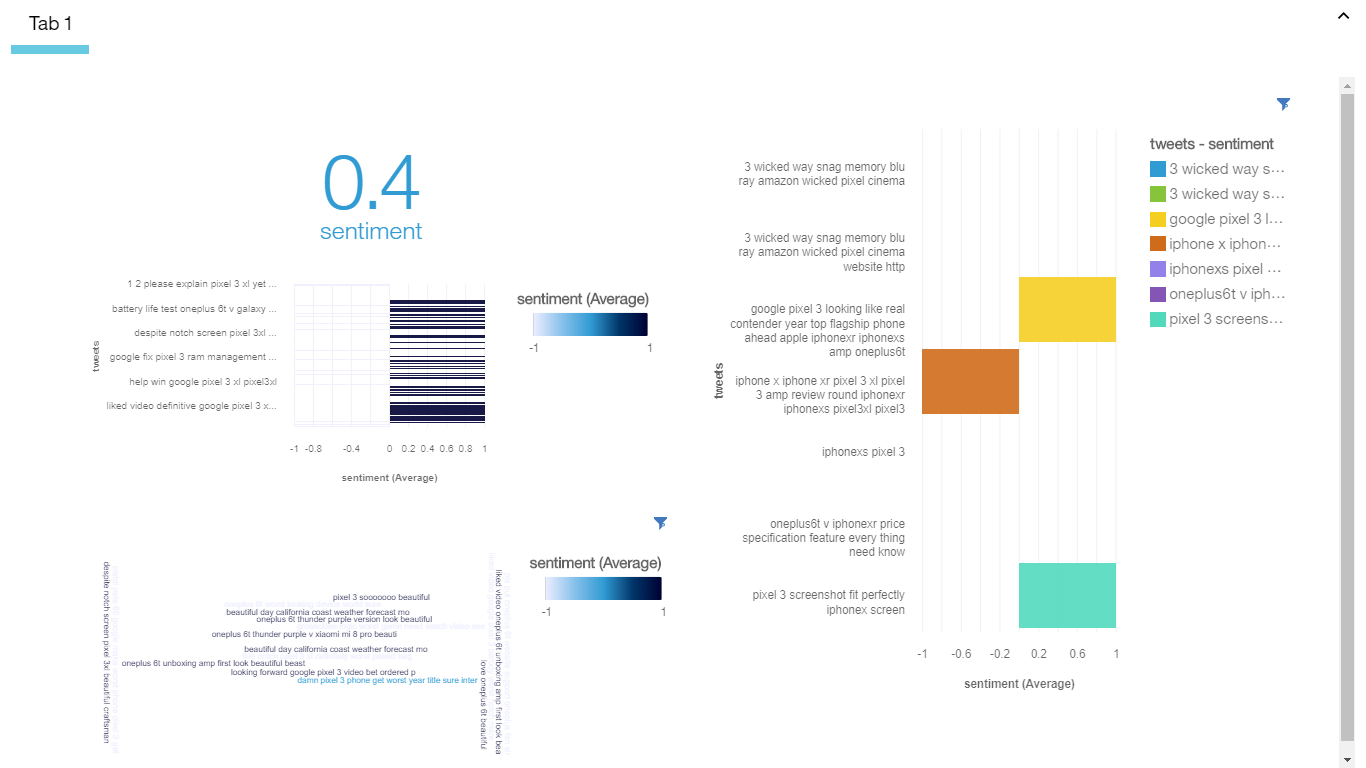 Tab 1
0.4
sentiment
1 2 please explain pixel 3 xl yet ...
battery life test oneplus 6t v galaxy ...
despite notch screen pixel 3xl ...
google fix pixel 3 ram management ...
help win google pixel 3 xl pixel3xl
liked video definitive google pixel 3 x...
tweets
-1 -0.8 -0.4 0 0.2 0.4 0.6 0.8 1
sentiment (Average)
sentiment (Average)
-1 1
pixel 3 sooooooo beautiful
beautiful day california coast weather forecast mo
oneplus 6t thunder purple version look beautiful
oneplus 6t thunder purple v xiaomi mi 8 pro beauti
beautiful day california coast weather forecast mo
oneplus 6t unboxing amp first look beautiful beast
looking forward google pixel 3 video bet ordered p
damn pixel 3 phone get worst year title sure inter
despite notch screen pixel 3xl beautiful craftsman
love oneplus 6t beautiful
liked video oneplus 6t unboxing amp first look bea
sentiment (Average)
-1 1
3 wicked way snag memory blu
ray amazon wicked pixel cinema
3 wicked way snag memory blu
ray amazon wicked pixel cinema
website http
google pixel 3 looking like real
contender year top flagship phone
ahead apple iphonexr iphonexs
amp oneplus6t
iphone x iphone xr pixel 3 xl pixel
3 amp review round iphonexr
iphonexs pixel3xl pixel3
iphonexs pixel 3
oneplus6t v iphonexr price
specification feature every thing
need know
pixel 3 screenshot fit perfectly
iphonex screen
tweets
-1 -0.6 -0.2 0.2 0.6 1
sentiment (Average)
tweets - sentiment
3 wicked way s...
3 wicked way s...
google pixel 3 l...
iphone x iphon...
iphonexs pixel ...
oneplus6t v iph...
pixel 3 screens...